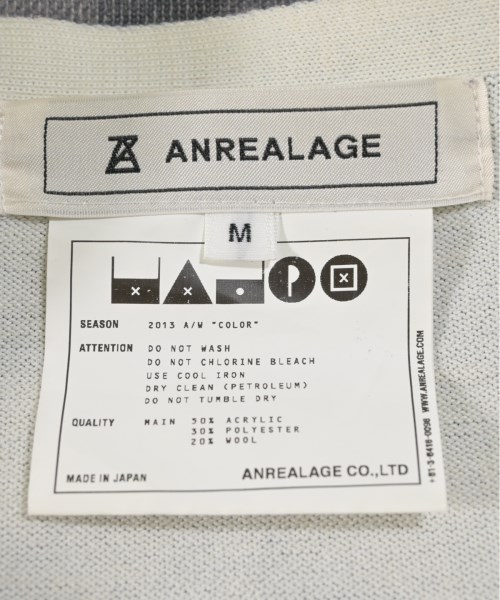 ANREALAGE
M
P
SEASON 2013 A/W "COLOR"
ATTENTION DO NOT WASH
DO NOT CHLORINE BLEACH
USE COOL IRON
DRY CLEAN (PETROLEUM)
DO NOT TUMBLE DRY
QUALITY MAIN 50% ACRYLIC
30% POLYESTER
20% WOOL
MADE IN JAPAN ANREALAGE CO.,LTD
+81-3-6416-0096 WWW.ANREALAGE.COM